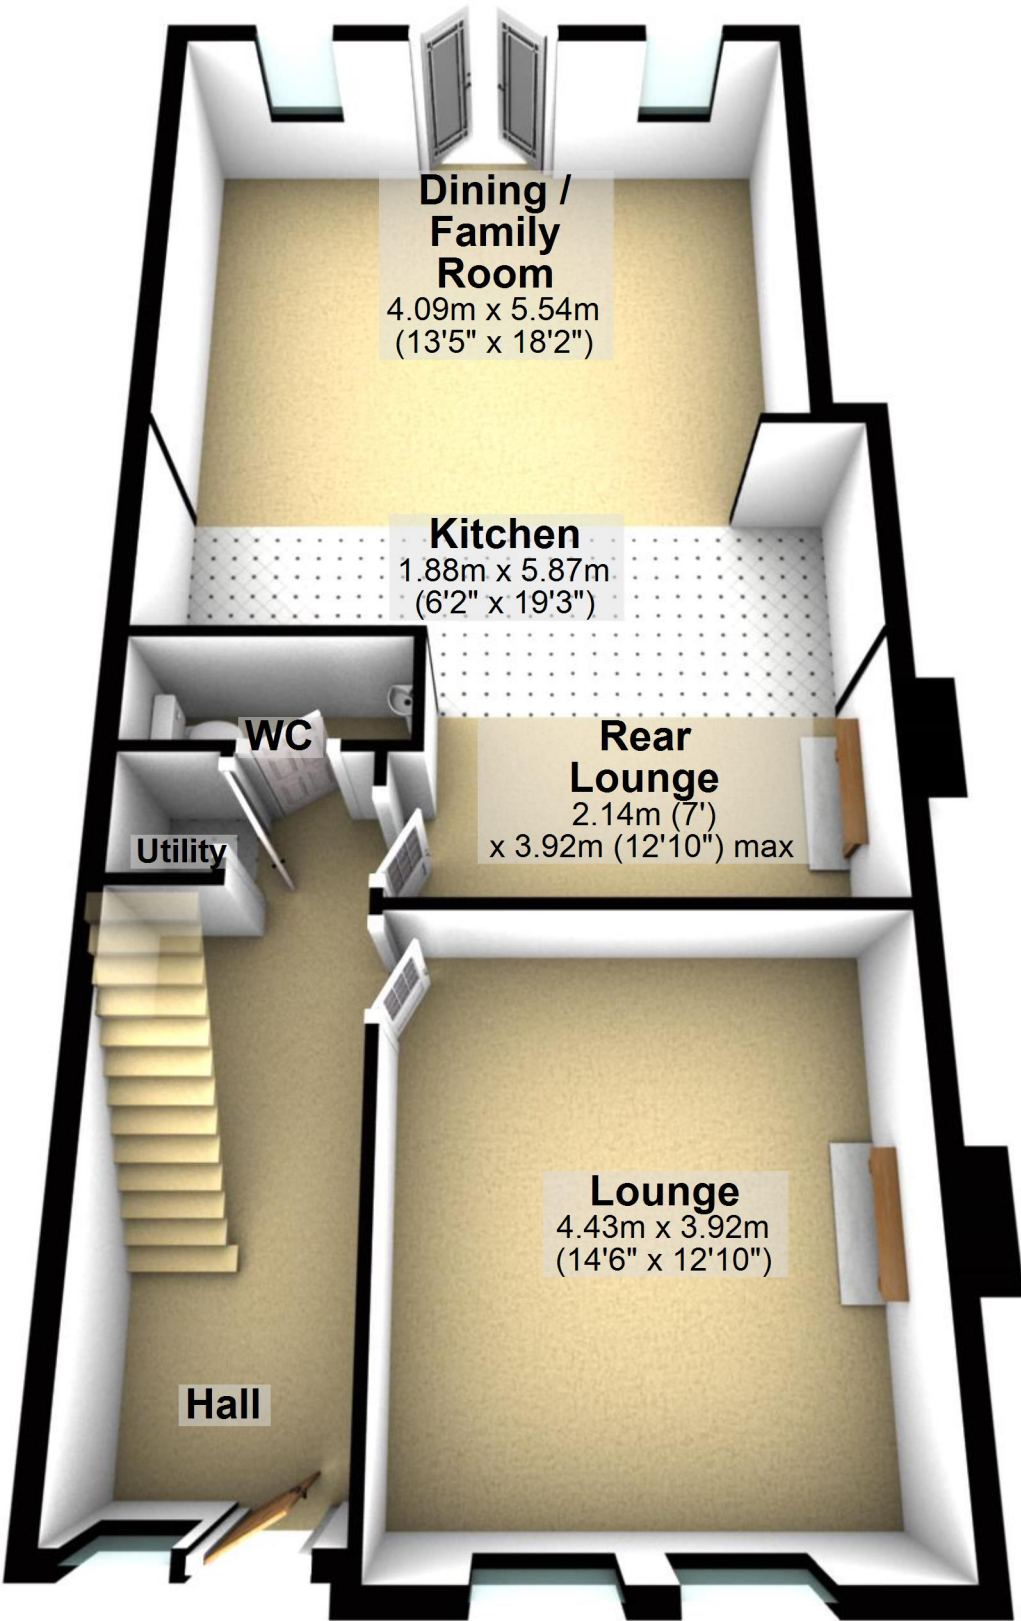 Dining /
Family
Room
4.09m x 5.54m
(13'5" x 18'2")
Kitchen
1.88m x 5.87m
(6'2" x 19'3")
WC
Rear
Lounge
2.14m (7')
x 3.92m (12'10") max
Utility
Lounge
4.43m x 3.92m
(14'6" x 12'10")
Hall